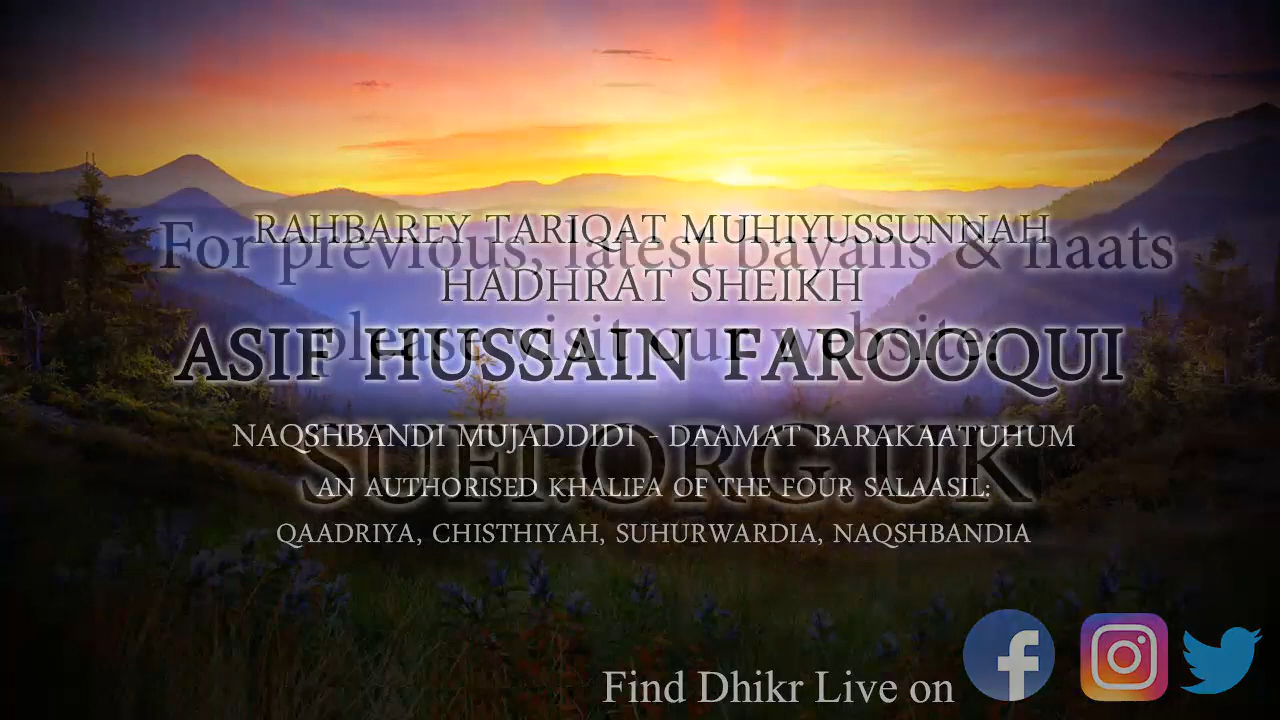 RAHBAREY TARIQAT MUHIYUSSUNNAH
For previous, latest bayans & naats
HADHRAT SHEIKH
please visit our website:
ASIF HUSSAIN FAROOQUI
NAQSHBANDI MUJADDIDI - DAAMAT BARAKAATUHUM
SUFI.ORG.UK
AN AUTHORISED KHALIFA OF THE FOUR SALAASIL:
QAADRIYA, CHISTHIYAH, SUHURWARDIA, NAQSHBANDIA
Find Dhikr Live on